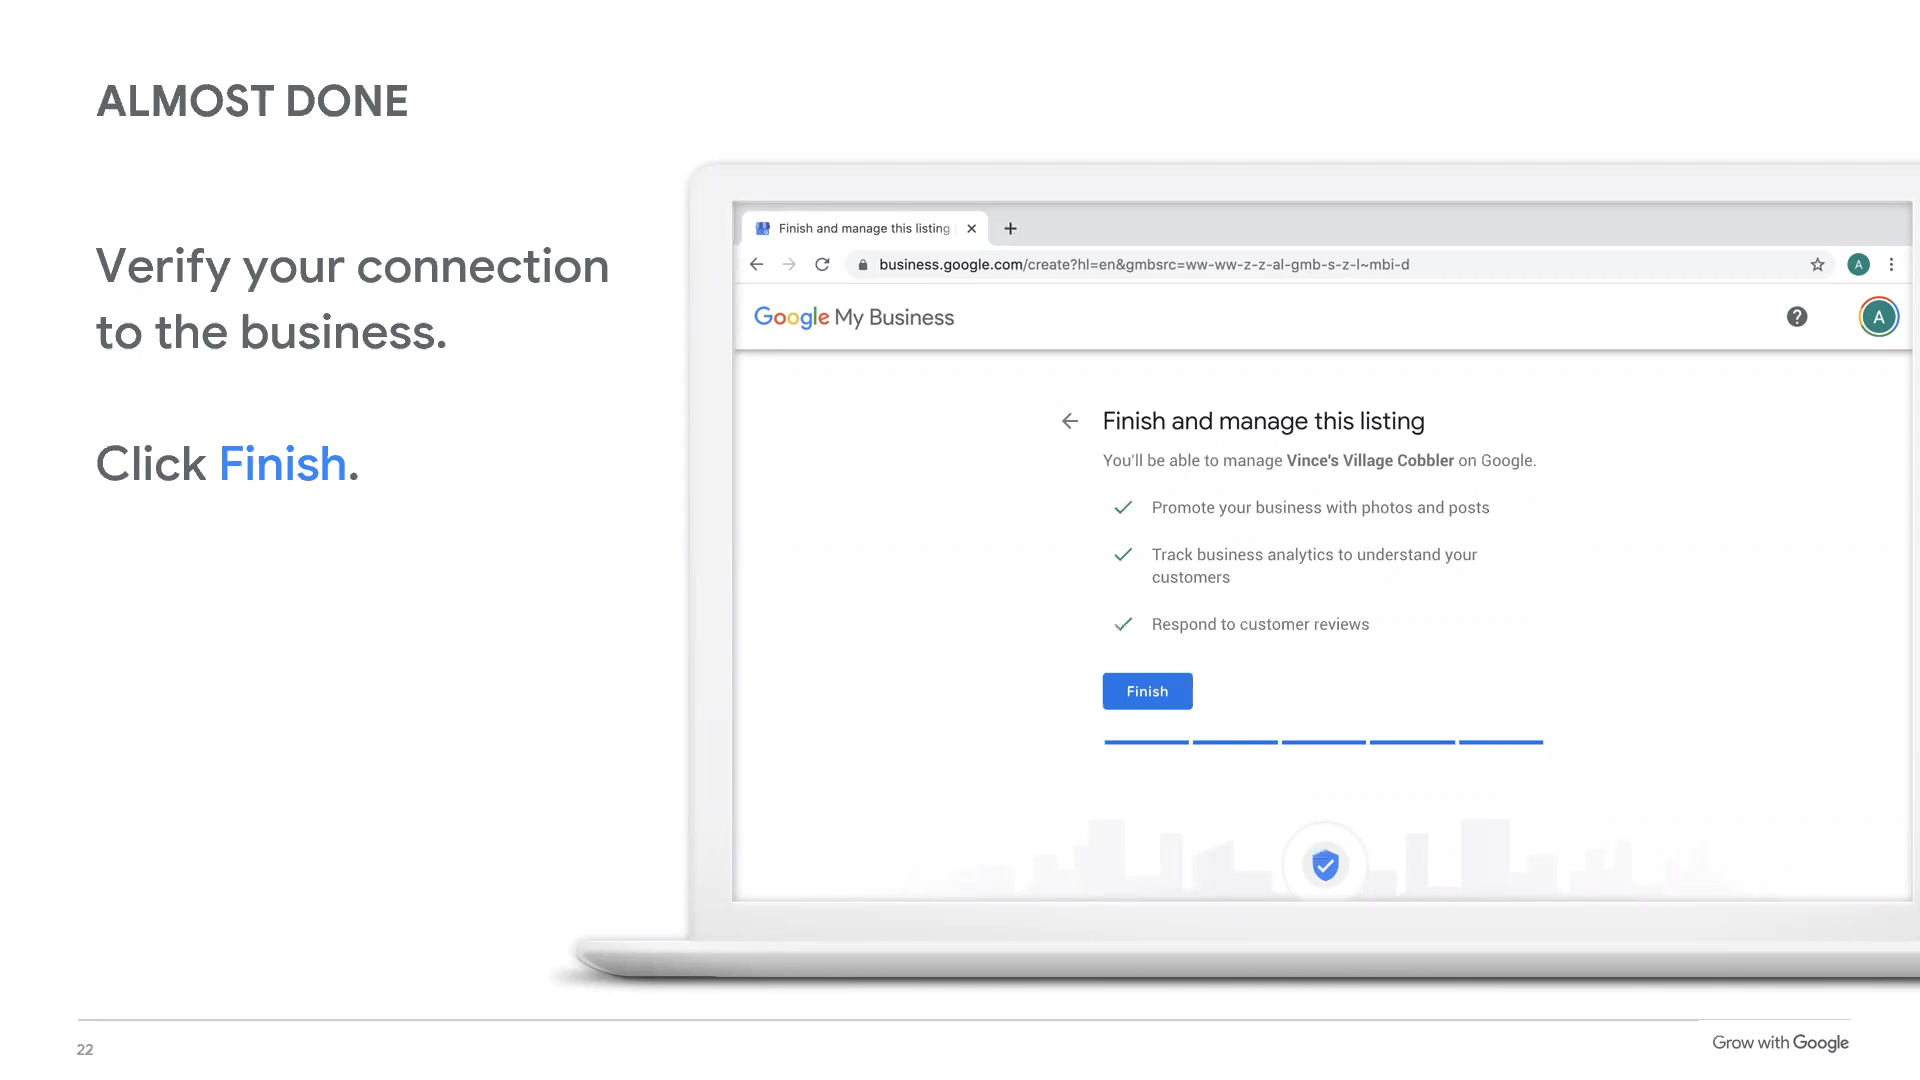 ALMOST DONE
Verify your connection
to the business.
Click Finish.
Finish and manage this listing
business.google.com/create?hl=en&gmbsrc=ww-ww-z-z-al-gmb-s-z-l~mbi-d
A
Google My Business
A
Finish and manage this listing
You'll be able to manage Vince's Village Cobbler on Google.
Promote your business with photos and posts
Track business analytics to understand your
customers
Respond to customer reviews
Finish
22
Grow with Google